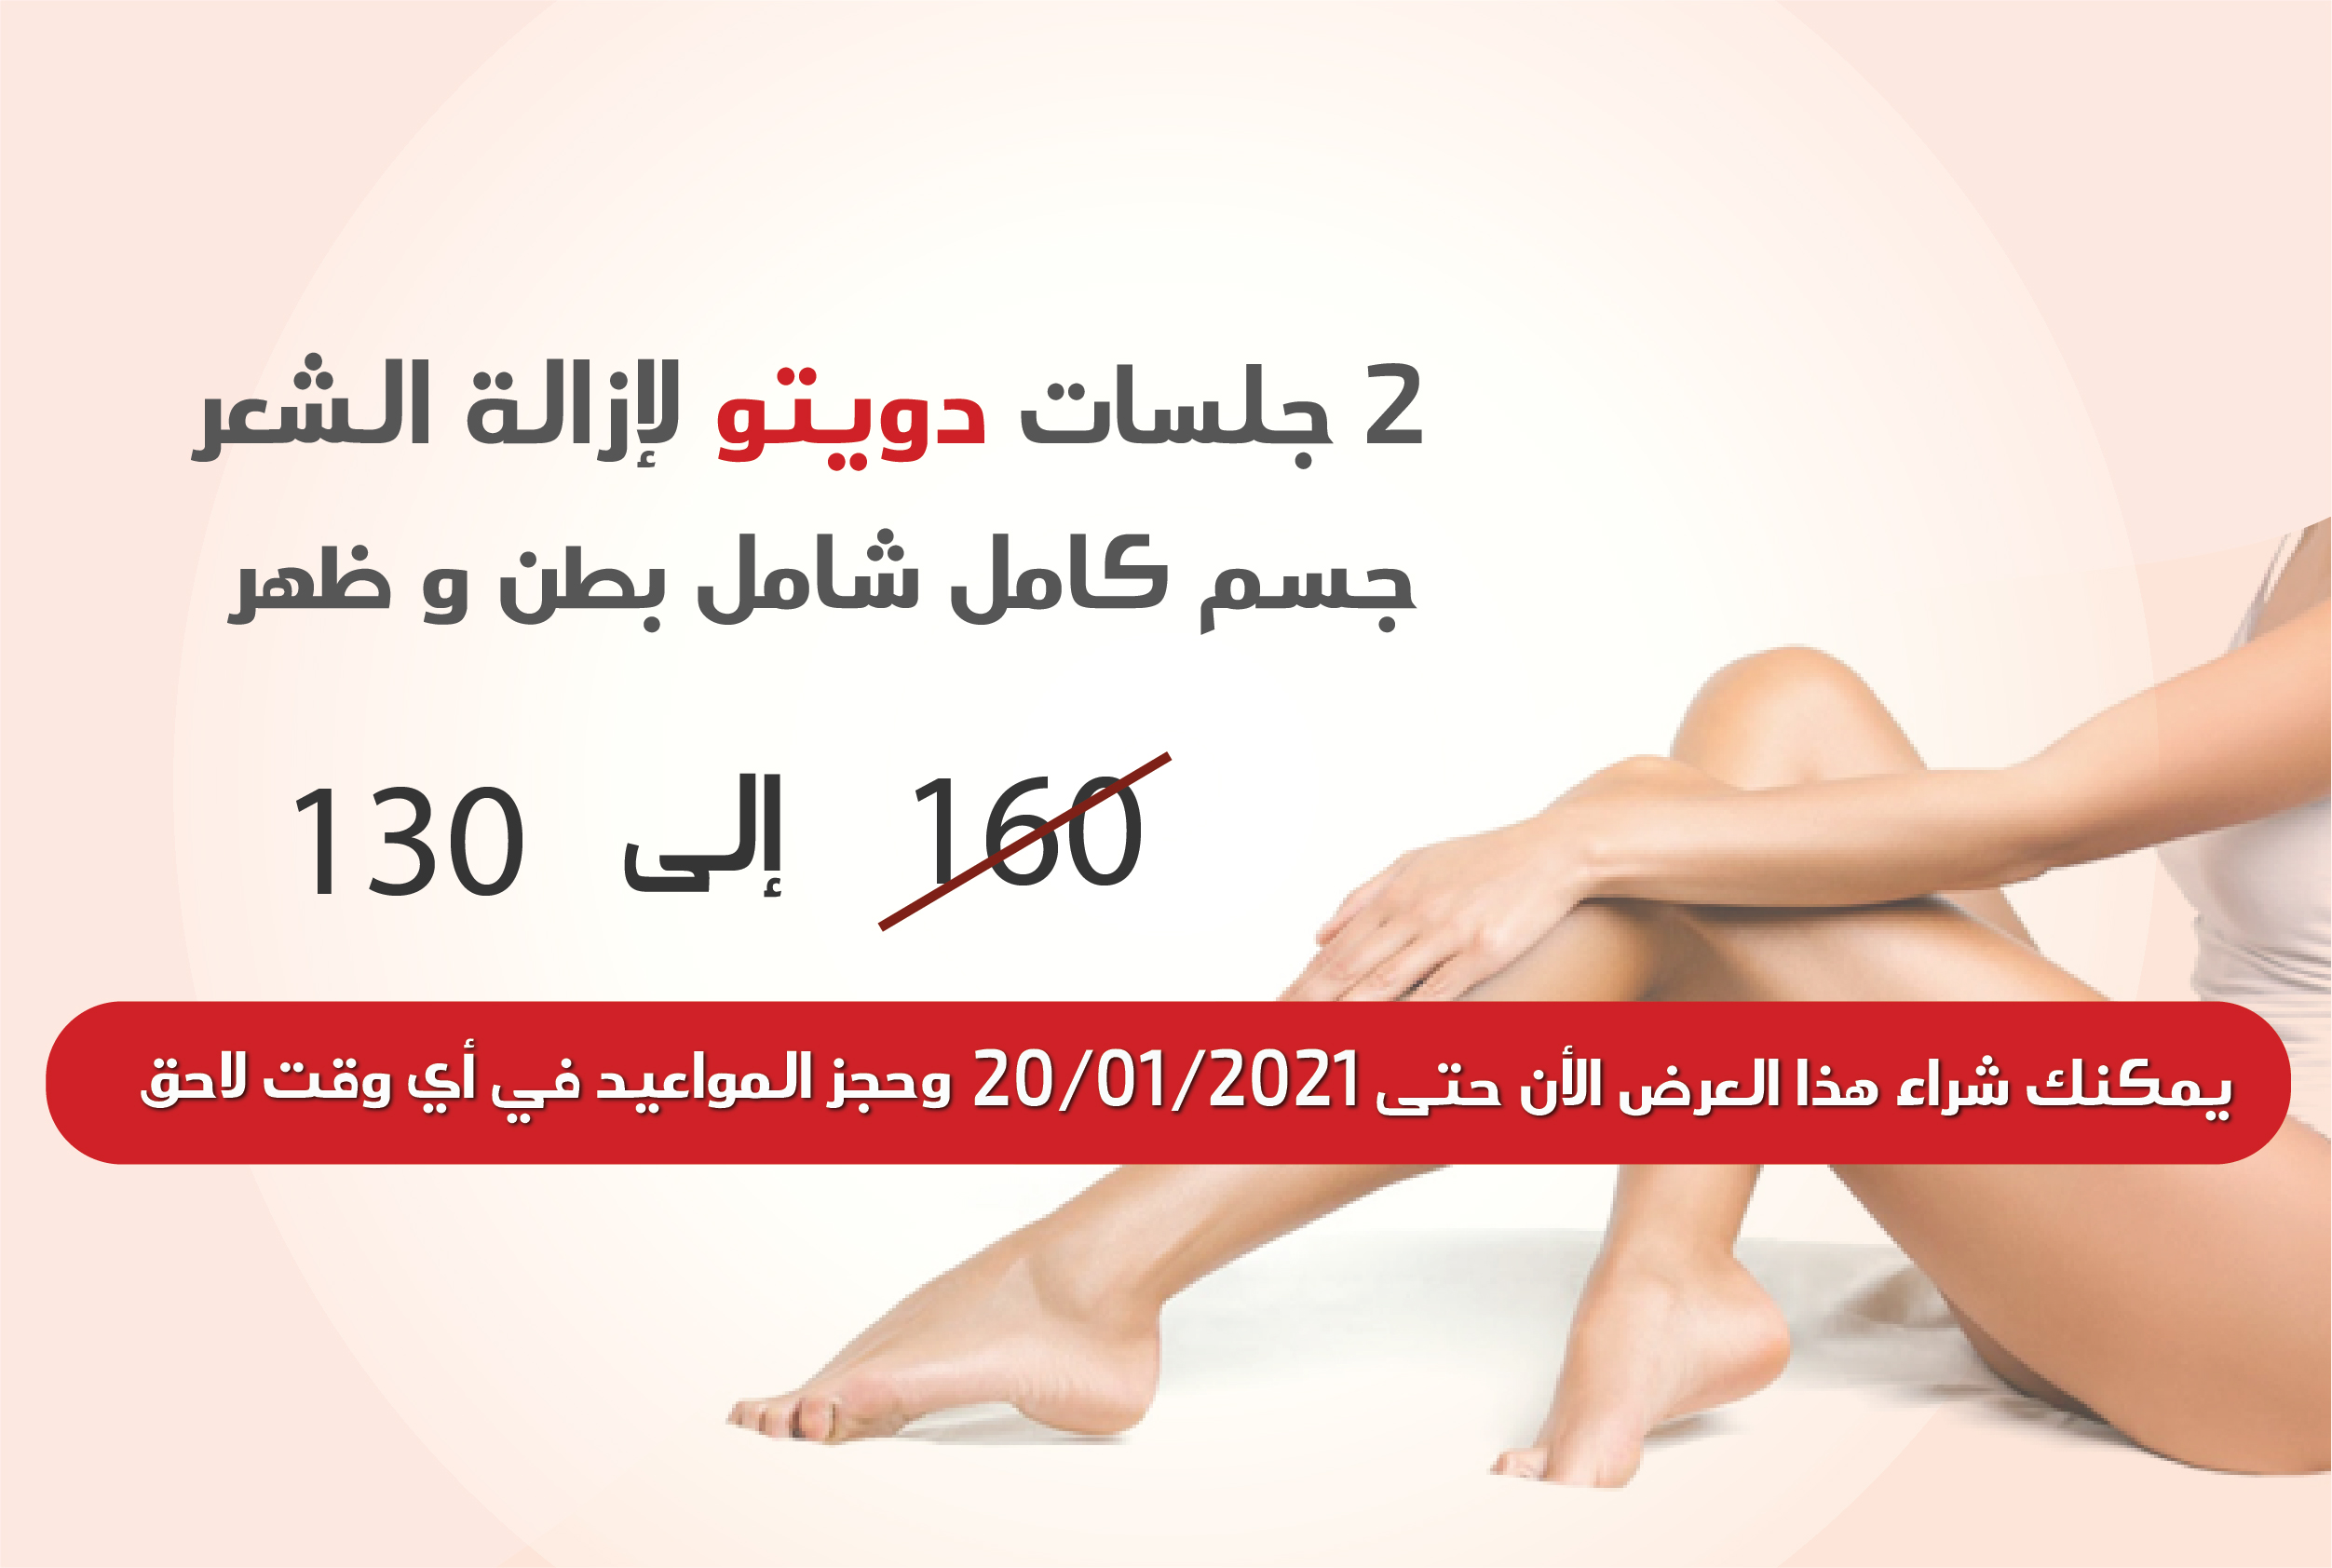 2 جلسات دويتو لإزالة الشعر
جسم كامل شامل بطن و ظهر
160 إلى 130
يمكنك شراء هذا العرض الأن حتى 20/01/2021 وحجز المواعيد في أي وقت لاحق